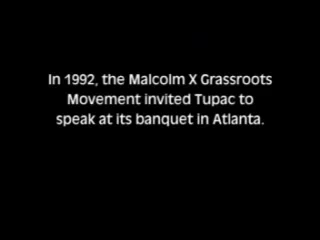 In 1992, the Malcolm X Grassroots
Movement invited Tupac to
speak at its banquet in Atlanta.